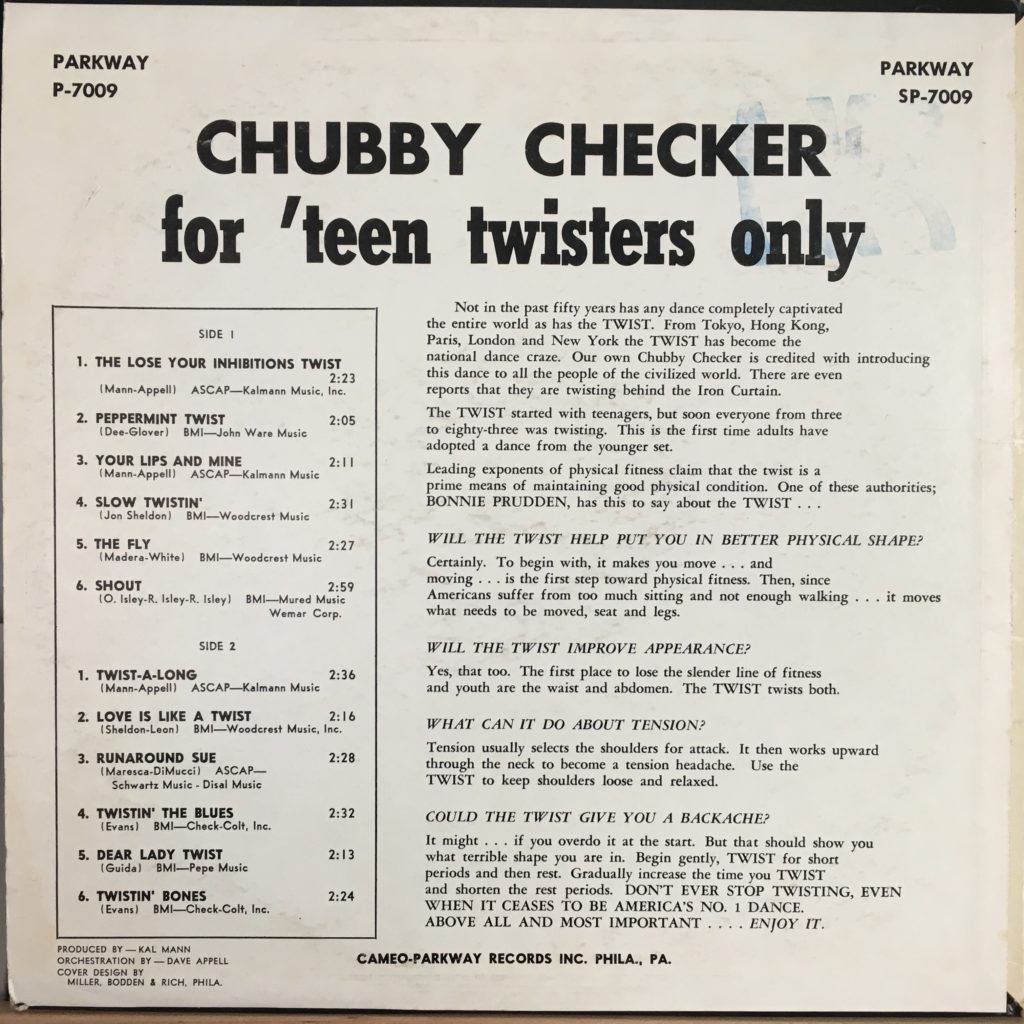 PARKWAY
P-7009
PARKWAY
SP-7009
CHUBBY CHECKER
for 'teen twisters only
SIDE 1
1. THE LOSE YOUR INHIBITIONS TWIST
2:23
(Mann-Appell) ASCAP—Kalmann Music, Inc.
2. PEPPERMINT TWIST 2:05
(Dee-Glover) BMI—John Ware Music
3. YOUR LIPS AND MINE 2:11
(Mann-Appell) ASCAP—Kalmann Music
4. SLOW TWISTIN' 2:31
(Jon Sheldon) BMI—Woodcrest Music
5. THE FLY 2:27
(Madera-White) BMI—Woodcrest Music
6. SHOUT 2:59
(O. Isley-R. Isley-R. Isley) BMI—Mured Music
Wemar Corp.
SIDE 2
1. TWIST-A-LONG 2:36
(Mann-Appell) ASCAP—Kalmann Music
2. LOVE IS LIKE A TWIST 2:16
(Sheldon-Leon) BMI—Woodcrest Music, Inc.
3. RUNAROUND SUE 2:28
(Maresca-DiMucci) ASCAP—
Schwartz Music - Disal Music
4. TWISTIN' THE BLUES 2:32
(Evans) BMI—Check-Colt, Inc.
5. DEAR LADY TWIST 2:13
(Guida) BMI—Pepe Music
6. TWISTIN' BONES 2:24
(Evans) BMI—Check-Colt, Inc.
PRODUCED BY — KAL MANN
ORCHESTRATION BY — DAVE APPELL
COVER DESIGN BY
MILLER, BODDEN & RICH, PHILA.
Not in the past fifty years has any dance completely captivated
the entire world as has the TWIST. From Tokyo, Hong Kong,
Paris, London and New York the TWIST has become the
national dance craze. Our own Chubby Checker is credited with introducing
this dance to all the people of the civilized world. There are even
reports that they are twisting behind the Iron Curtain.
The TWIST started with teenagers, but soon everyone from three
to eighty-three was twisting. This is the first time adults have
adopted a dance from the younger set.
Leading exponents of physical fitness claim that the twist is a
prime means of maintaining good physical condition. One of these authorities;
BONNIE PRUDDEN, has this to say about the TWIST . . .
WILL THE TWIST HELP PUT YOU IN BETTER PHYSICAL SHAPE?
Certainly. To begin with, it makes you move . . . and
moving . . . is the first step toward physical fitness. Then, since
Americans suffer from too much sitting and not enough walking . . . it moves
what needs to be moved, seat and legs.
WILL THE TWIST IMPROVE APPEARANCE?
Yes, that too. The first place to lose the slender line of fitness
and youth are the waist and abdomen. The TWIST twists both.
WHAT CAN IT DO ABOUT TENSION?
Tension usually selects the shoulders for attack. It then works upward
through the neck to become a tension headache. Use the
TWIST to keep shoulders loose and relaxed.
COULD THE TWIST GIVE YOU A BACKACHE?
It might . . . if you overdo it at the start. But that should show you
what terrible shape you are in. Begin gently, TWIST for short
periods and then rest. Gradually increase the time you TWIST
and shorten the rest periods. DON'T EVER STOP TWISTING, EVEN
WHEN IT CEASES TO BE AMERICA'S NO. 1 DANCE.
ABOVE ALL AND MOST IMPORTANT . . . . ENJOY IT.
CAMEO-PARKWAY RECORDS INC. PHILA., PA.